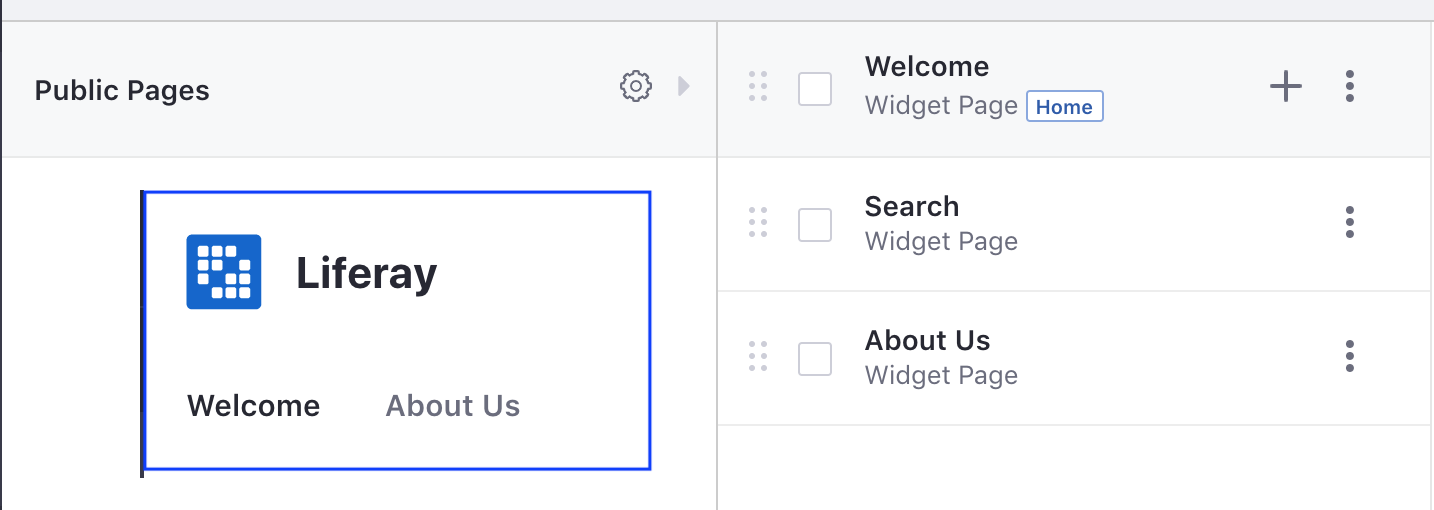 Public Pages
Liferay
Welcome About Us
Welcome
Widget Page Home
Search
Widget Page
About Us
Widget Page